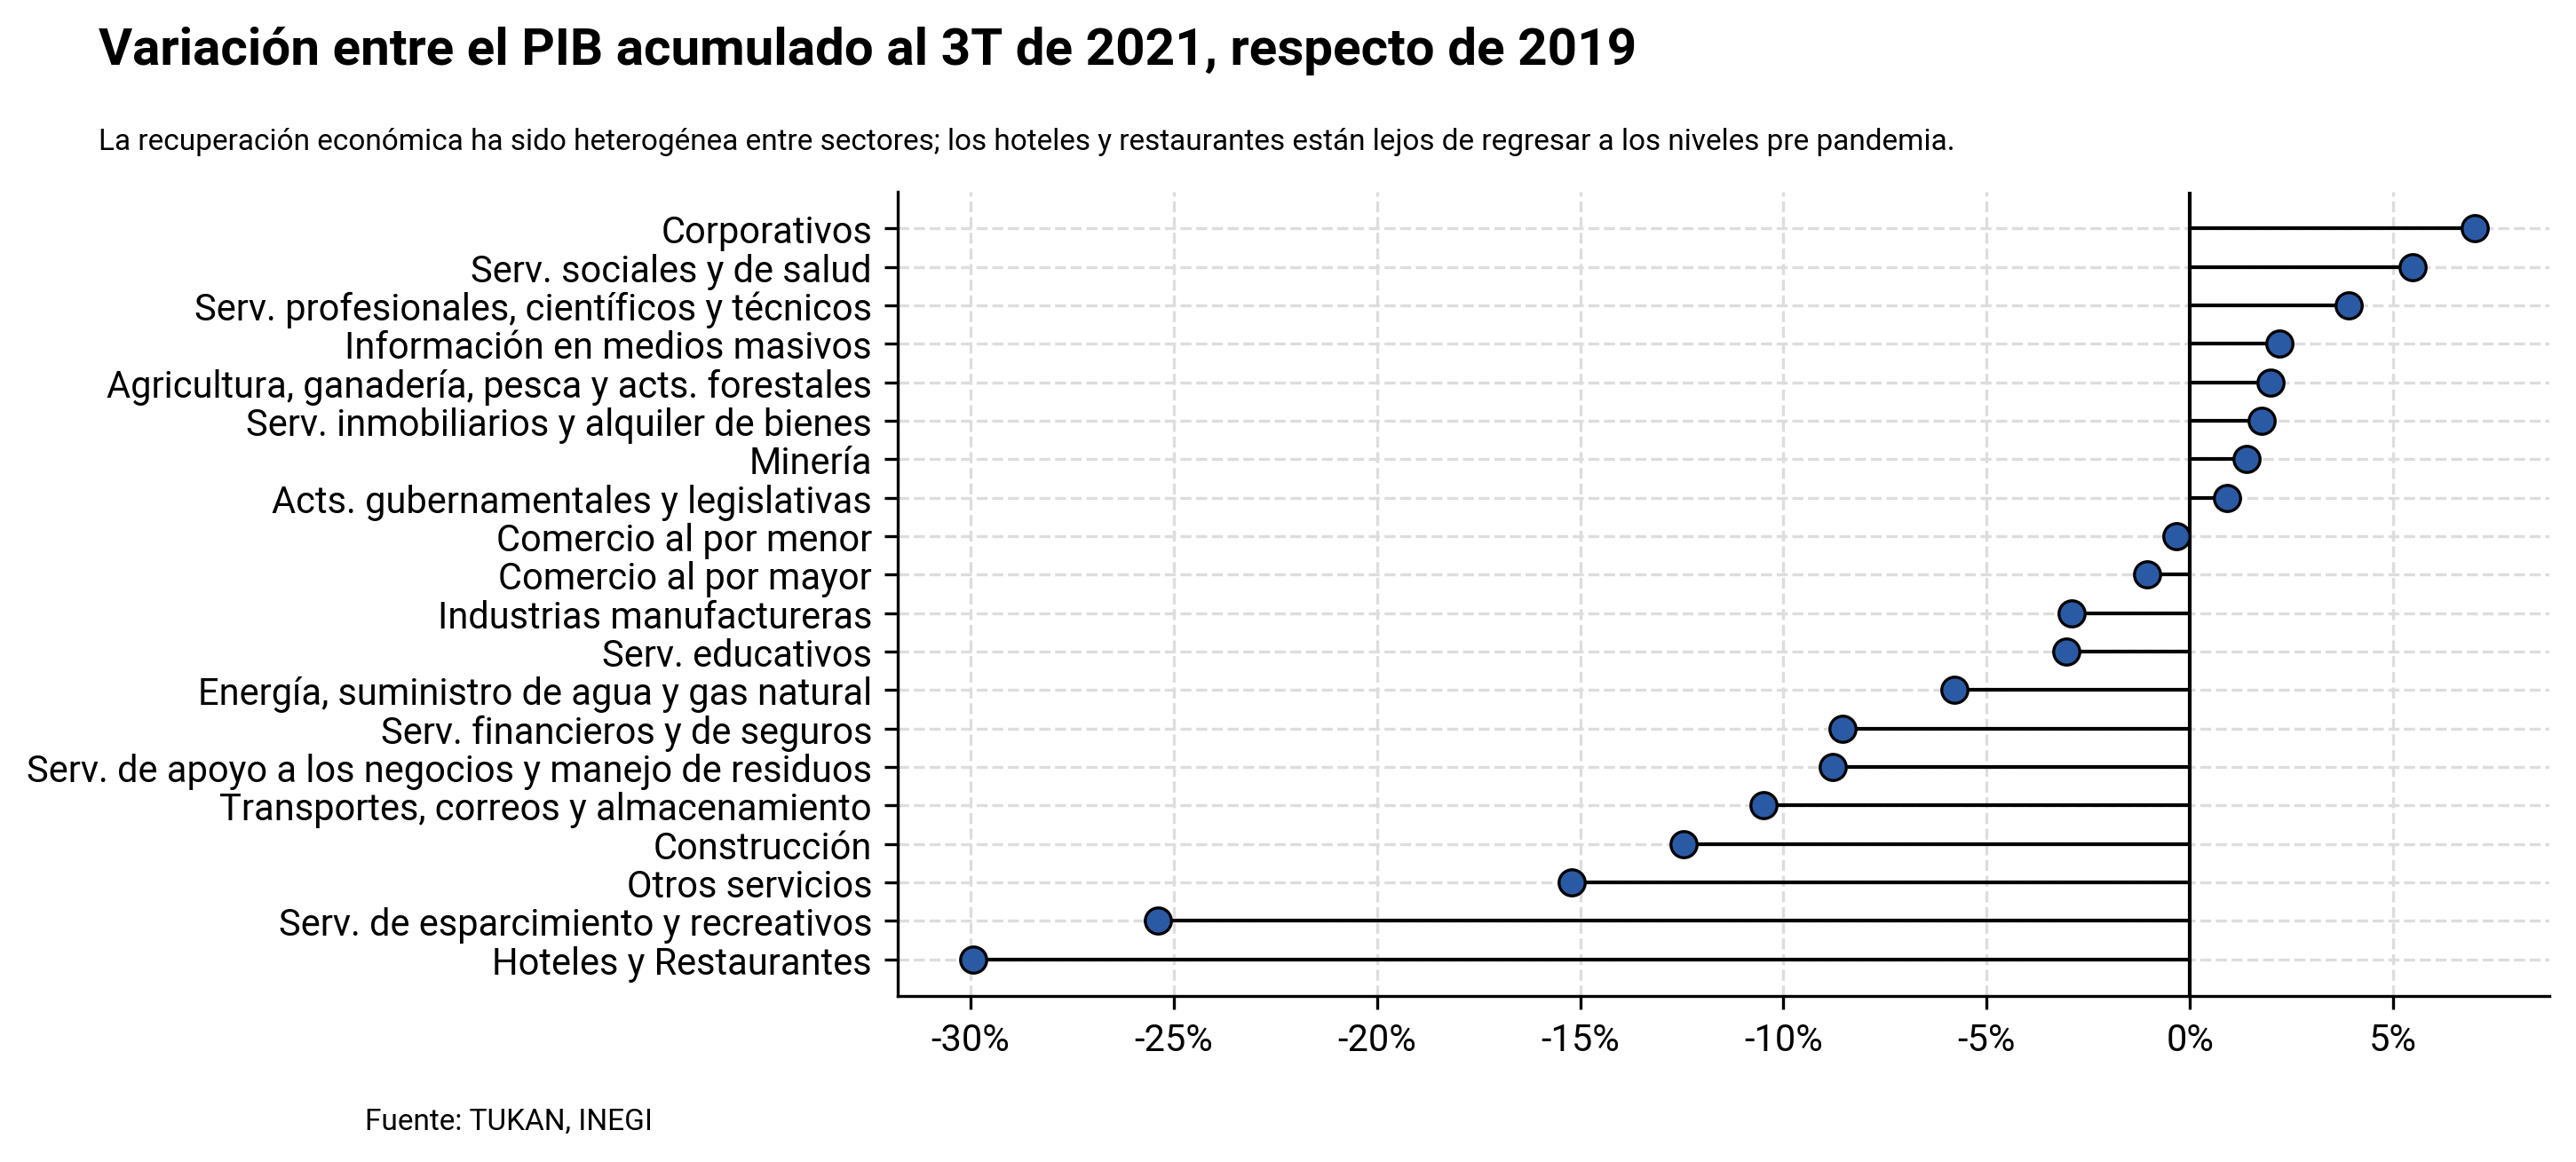 Variación entre el PIB acumulado al 3T de 2021, respecto de 2019
La recuperación económica ha sido heterogénea entre sectores; los hoteles y restaurantes están lejos de regresar a los niveles pre pandemia.
Corporativos
Serv. sociales y de salud
Serv. profesionales, científicos y técnicos
Información en medios masivos
Agricultura, ganadería, pesca y acts. forestales
Serv. inmobiliarios y alquiler de bienes
Minería
Acts. gubernamentales y legislativas
Comercio al por menor
Comercio al por mayor
Industrias manufactureras
Serv. educativos
Energía, suministro de agua y gas natural
Serv. financieros y de seguros
Serv. de apoyo a los negocios y manejo de residuos
Transportes, correos y almacenamiento
Construcción
Otros servicios
Serv. de esparcimiento y recreativos
Hoteles y Restaurantes
-30% -25% -20% -15% -10% -5% 0% 5%
Fuente: TUKAN, INEGI